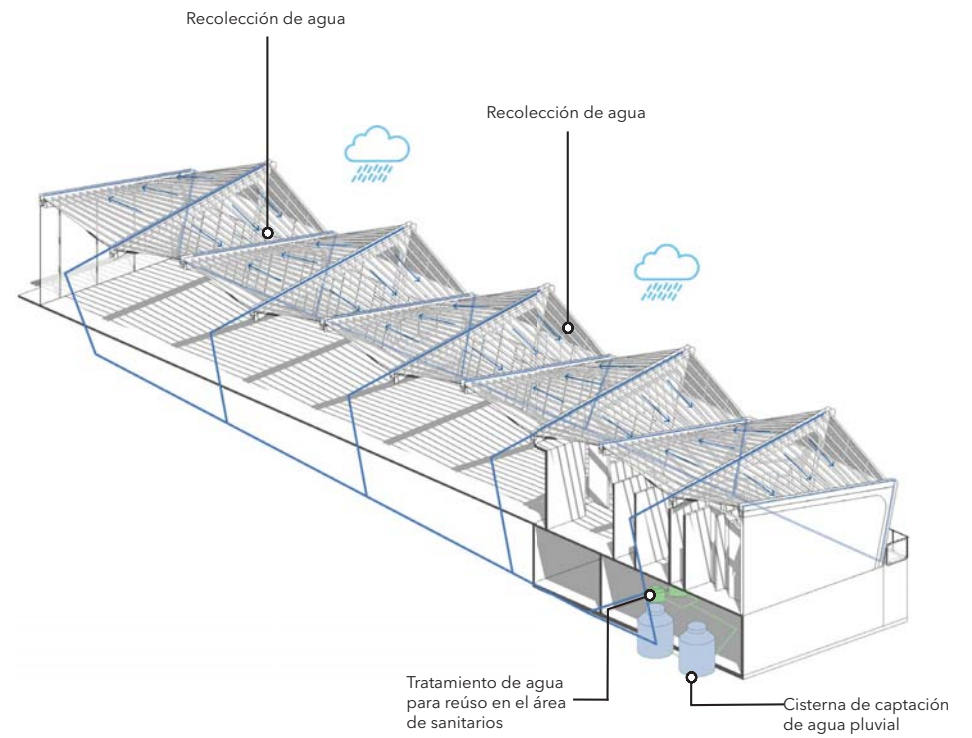 Recolección de agua
Recolección de agua
Tratamiento de agua
para reúso en el área
de sanitarios
Cisterna de captación
de agua pluvial